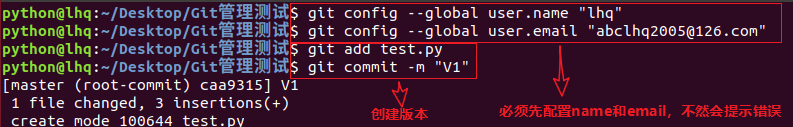 python@lhq:~/Desktop/Git管理测试$ git config --global user.name "lhq"
python@lhq:~/Desktop/Git管理测试$ git config --global user.email "abclhq2005@126.com"
python@lhq:~/Desktop/Git管理测试$ git add test.py
python@lhq:~/Desktop/Git管理测试$ git commit -m "V1"
[master (root-commit) caa9315] V1
1 file changed, 3 insertions(+)
create mode 100644 test.py
创建版本
必须先配置name和email，不然会提示错误